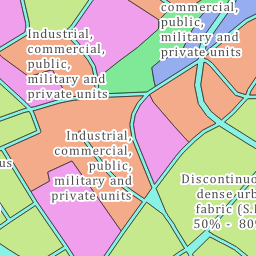 commercial,
public,
military and
private units
Industrial,
commercial,
public,
military and
private units
Industrial,
commercial,
public,
military and
private units
us
Discontinuo
dense urb
fabric (S.L
50% - 80%